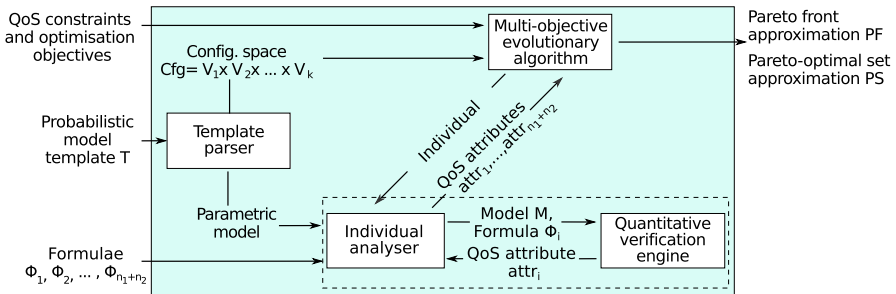 QoS constraints
and optimisation
objectives
Multi-objective
evolutionary
algorithm
Pareto front
approximation PF
Pareto-optimal set
approximation PS
Config. space
Cfg= V₁x V₂x ... x Vₖ
Probabilistic
model
template T
Template
parser
Individual
QoS attributes
attr₁,...,attrₙ₁₊ₙ₂
Parametric
model
Individual
analyser
Model M,
Formula Φᵢ
QoS attribute
attrᵢ
Quantitative
verification
engine
Formulae
Φ₁, Φ₂, ... , Φₙ₁₊ₙ₂